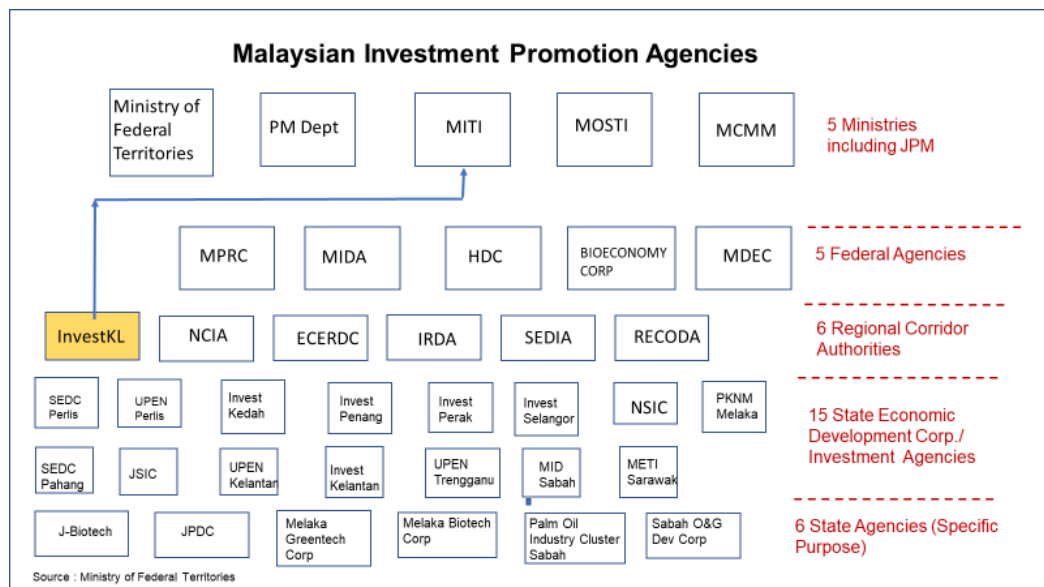 Malaysian Investment Promotion Agencies
Ministry of
Federal
Territories
PM Dept
MITI
MOSTI
MCMM
5 Ministries
including JPM
MPRC
MIDA
HDC
BIOECONOMY
CORP
MDEC
5 Federal Agencies
InvestKL
NCIA
ECERDC
IRDA
SEDIA
RECODA
6 Regional Corridor
Authorities
SEDC
Perlis
UPEN
Perlis
Invest
Kedah
Invest
Penang
Invest
Perak
Invest
Selangor
NSIC
PKNM
Melaka
15 State Economic
Development Corp./
Investment Agencies
SEDC
Pahang
JSIC
UPEN
Kelantan
Invest
Kelantan
UPEN
Trengganu
MID
Sabah
METI
Sarawak
J-Biotech
JPDC
Melaka
Greentech
Corp
Melaka Biotech
Corp
Palm Oil
Industry Cluster
Sabah
Sabah O&G
Dev Corp
6 State Agencies (Specific
Purpose)
Source : Ministry of Federal Territories